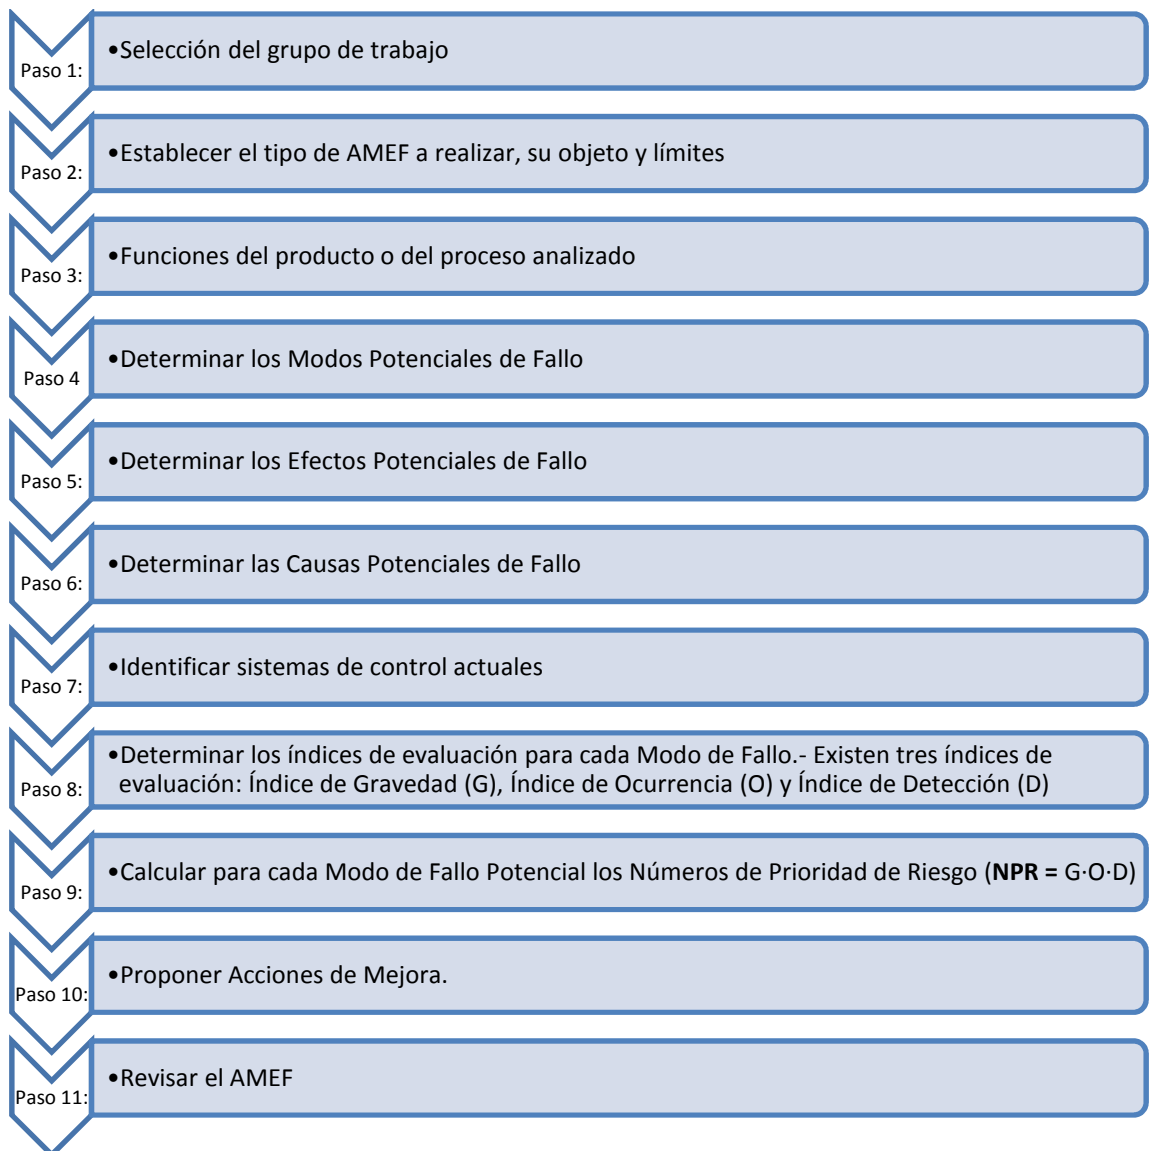 Paso 1:
•Selección del grupo de trabajo
Paso 2:
•Establecer el tipo de AMEF a realizar, su objeto y límites
Paso 3:
•Funciones del producto o del proceso analizado
Paso 4
•Determinar los Modos Potenciales de Fallo
Paso 5:
•Determinar los Efectos Potenciales de Fallo
Paso 6:
•Determinar las Causas Potenciales de Fallo
Paso 7:
•Identificar sistemas de control actuales
Paso 8:
•Determinar los índices de evaluación para cada Modo de Fallo.- Existen tres índices de
evaluación: Índice de Gravedad (G), Índice de Ocurrencia (O) y Índice de Detección (D)
Paso 9:
•Calcular para cada Modo de Fallo Potencial los Números de Prioridad de Riesgo (NPR = G·O·D)
Paso 10:
•Proponer Acciones de Mejora.
Paso 11:
•Revisar el AMEF